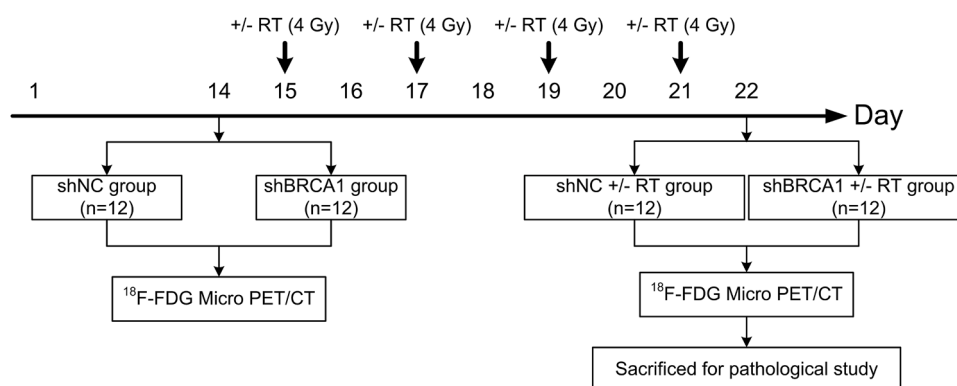 +/- RT (4 Gy) +/- RT (4 Gy) +/- RT (4 Gy) +/- RT (4 Gy)
1 14 15 16 17 18 19 20 21 22
Day
shNC group
(n=12)
shBRCA1 group
(n=12)
shNC +/- RT group
(n=12)
shBRCA1 +/- RT group
(n=12)
¹⁸F-FDG Micro PET/CT
¹⁸F-FDG Micro PET/CT
Sacrificed for pathological study